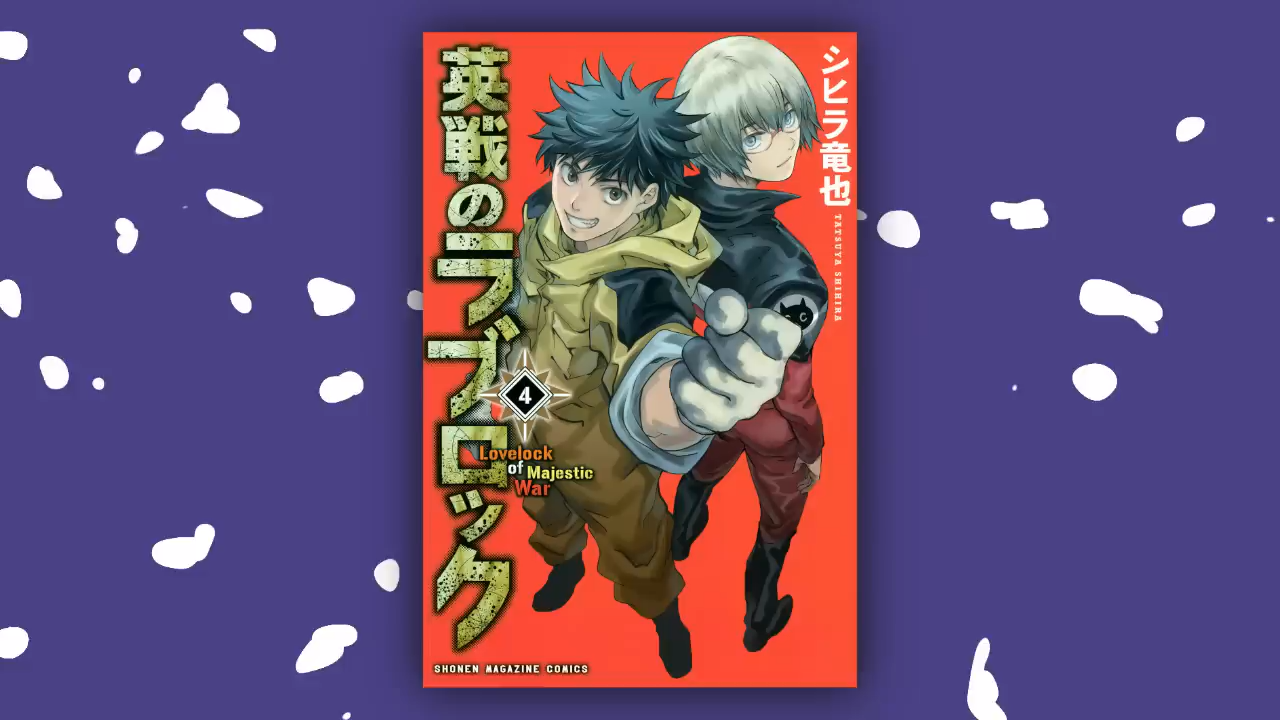 英戦のラブロック
シヒラ竜也
TATSUYA SHIHIRA
4
Lovelock
of Majestic
War
SHONEN MAGAZINE COMICS